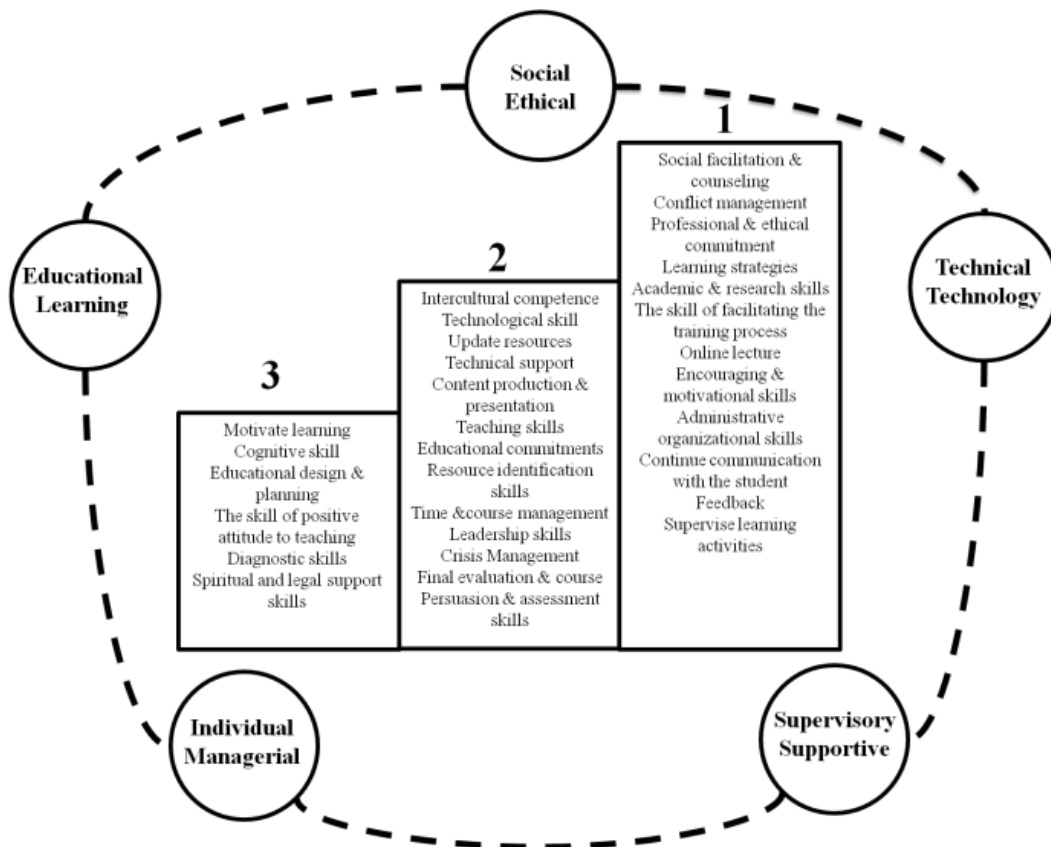 Social
Ethical
1
Social facilitation &
counseling
Conflict management
Professional & ethical
commitment
Learning strategies
Academic & research skills
The skill of facilitating the
training process
Online lecture
Encouraging &
motivational skills
Administrative
organizational skills
Continue communication
with the student
Feedback
Supervise learning
activities
Educational
Learning
Technical
Technology
2
Intercultural competence
Technological skill
Update resources
Technical support
Content production &
presentation
Teaching skills
Educational commitments
Resource identification
skills
Time &course management
Leadership skills
Crisis Management
Final evaluation & course
Persuasion & assessment
skills
3
Motivate learning
Cognitive skill
Educational design &
planning
The skill of positive
attitude to teaching
Diagnostic skills
Spiritual and legal support
skills
Individual
Managerial
Supervisory
Supportive